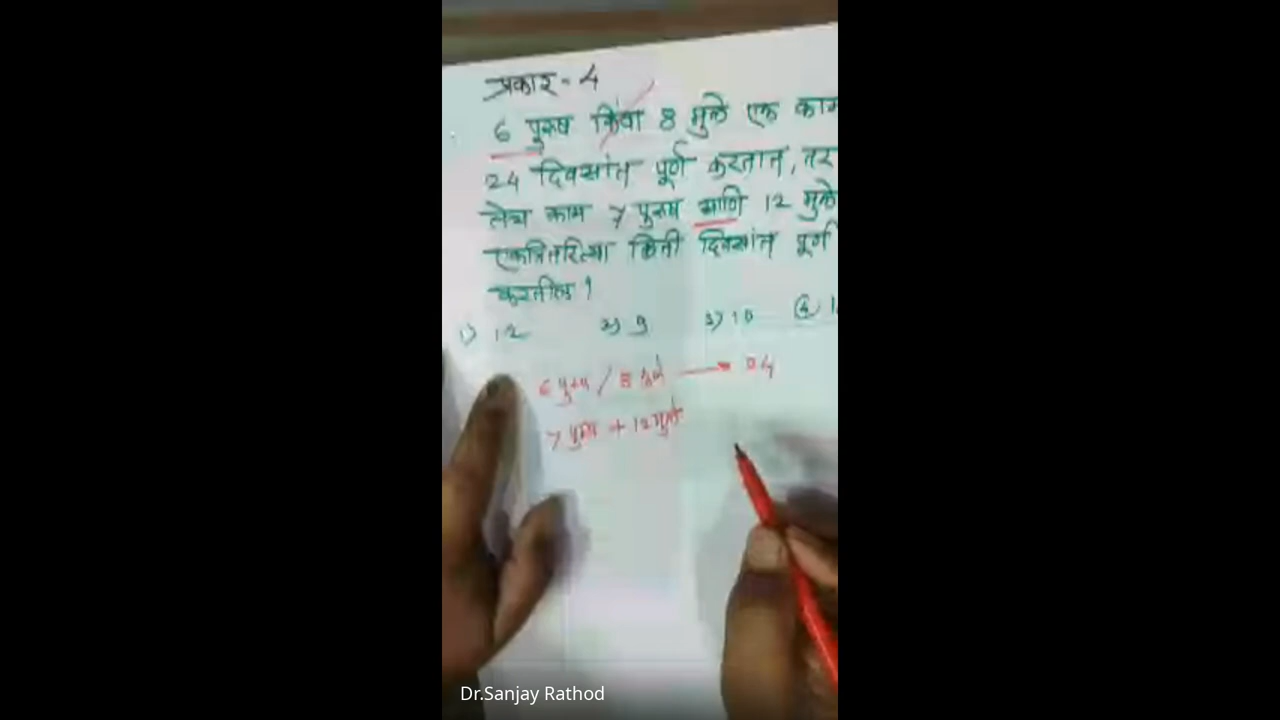 प्रकार - 4
6 पुरुष किंवा 8 मुले एक काम
24 दिवसांत पूर्ण करतात, तर
तेच काम 7 पुरुष आणि 12 मुले
एकत्रितरित्या किती दिवसांत पूर्ण
करतील ?
1) 12 2) 9 3) 10 4)
6 पुरुष / 8 मुले → 24
7 पुरुष + 12 मुले
Dr.Sanjay Rathod